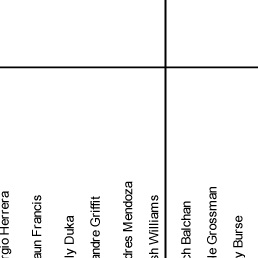 rgio Herrera
aun Francis
ly Duka
andre Griffit
dres Mendoza
sh Williams
ch Balchan
le Grossman
y Burse